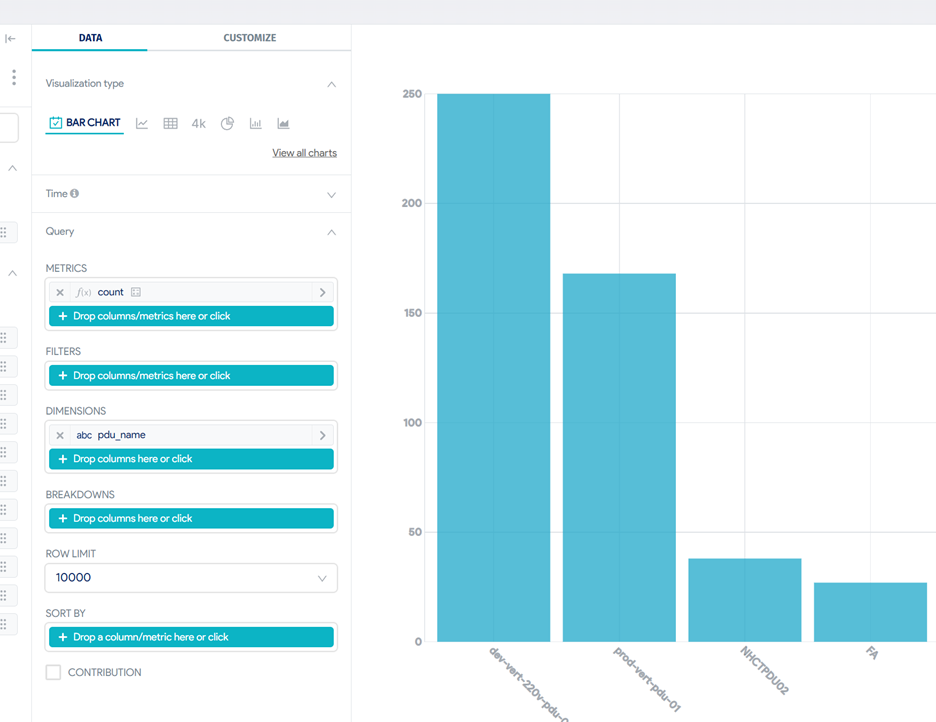 DATA
CUSTOMIZE
Visualization type
BAR CHART
4k
View all charts
Time
Query
METRICS
f(x) count
+ Drop columns/metrics here or click
FILTERS
+ Drop columns/metrics here or click
DIMENSIONS
abc pdu_name
+ Drop columns here or click
BREAKDOWNS
+ Drop columns here or click
ROW LIMIT
10000
SORT BY
+ Drop a column/metric here or click
CONTRIBUTION
250
200
150
100
50
0
dev-vert-220v-pdu-
prod-vert-pdu-01
NHCTPDU02
FA